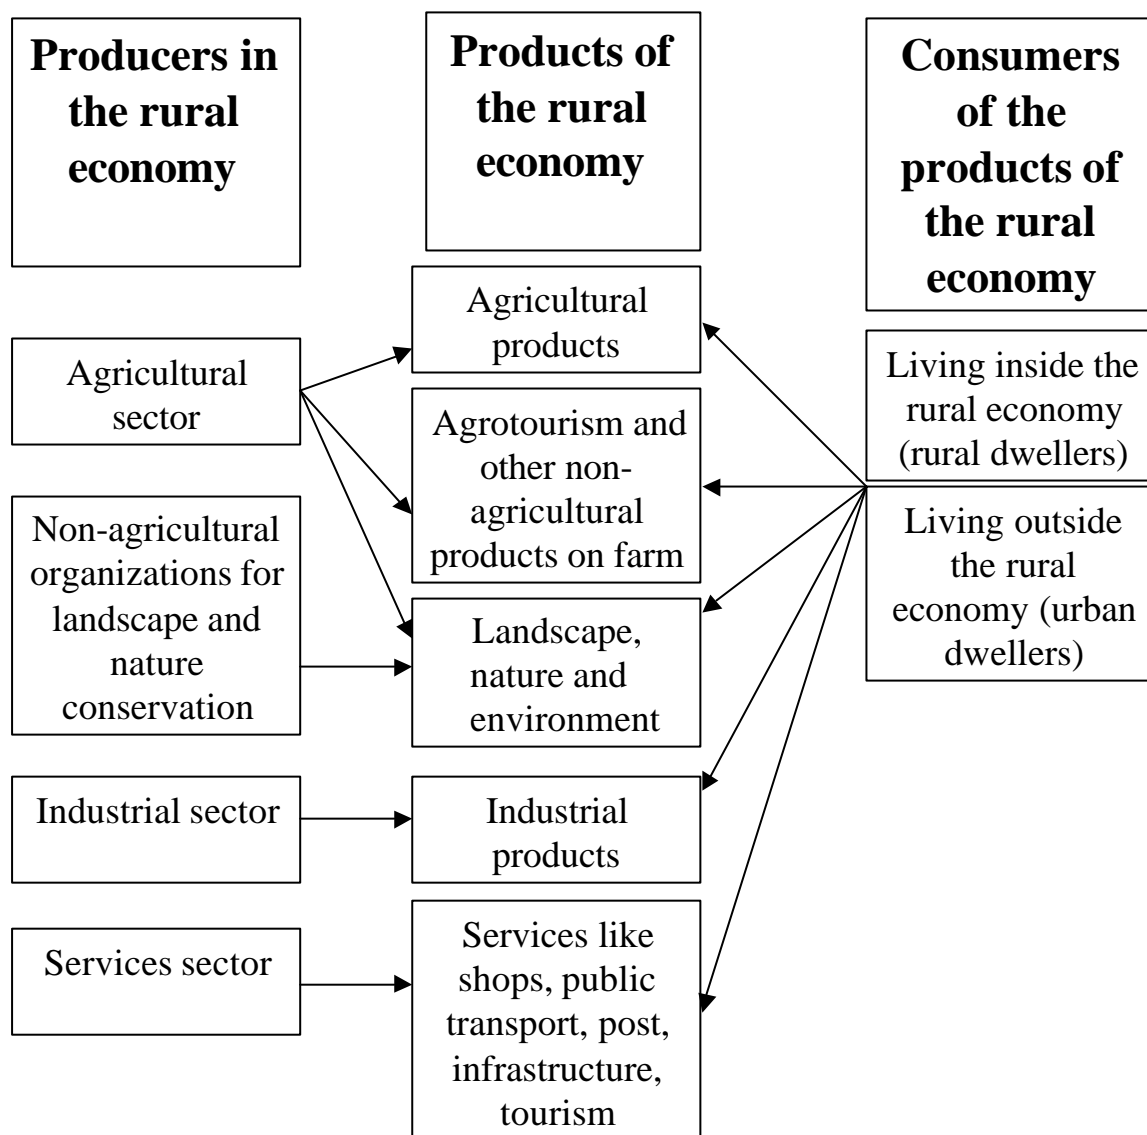 Producers in
the rural
economy
Products of
the rural
economy
Consumers
of the
products of
the rural
economy
Agricultural
sector
Non-agricultural
organizations for
landscape and
nature
conservation
Industrial sector
Services sector
Agricultural
products
Agrotourism and
other non-
agricultural
products on farm
Landscape,
nature and
environment
Industrial
products
Services like
shops, public
transport, post,
infrastructure,
tourism
Living inside the
rural economy
(rural dwellers)
Living outside
the rural
economy (urban
dwellers)